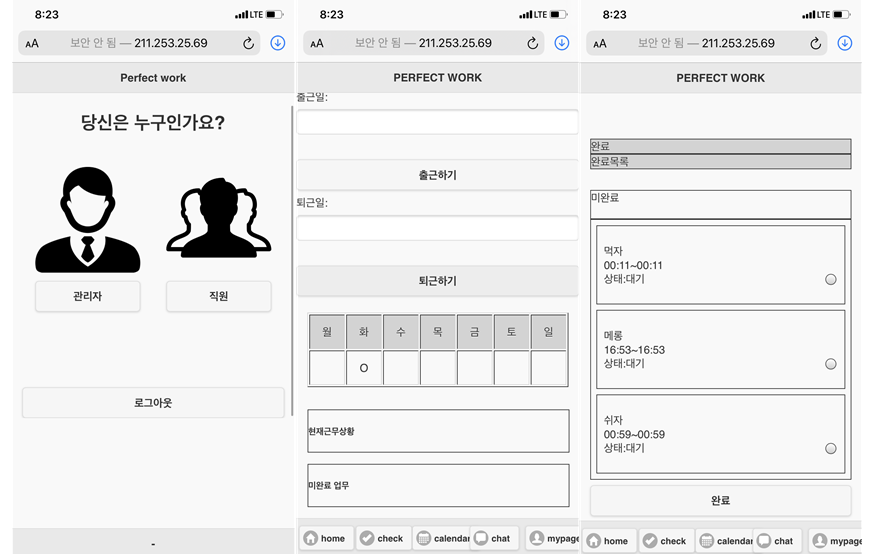 8:23
LTE
AA 보안 안 됨 — 211.253.25.69
Perfect work
당신은 누구인가요?
관리자
직원
로그아웃
-
8:23
LTE
AA 보안 안 됨 — 211.253.25.69
PERFECT WORK
출근일:
출근하기
퇴근일:
퇴근하기
월 화 수 목 금 토 일
O
현재근무상황
미완료 업무
home check calendar chat mypage
8:23
LTE
AA 보안 안 됨 — 211.253.25.69
PERFECT WORK
완료
완료목록
미완료
먹자
00:11~00:11
상태:대기
메롱
16:53~16:53
상태:대기
쉬자
00:59~00:59
상태:대기
완료
home check calendar chat mypage